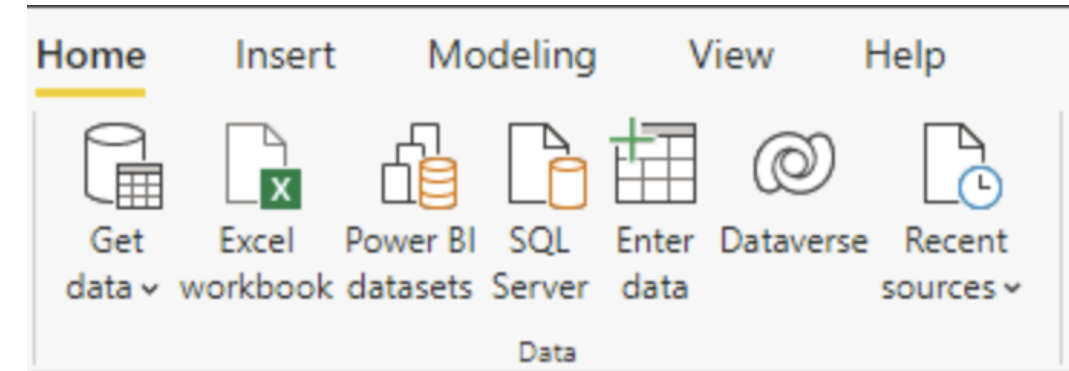 Home Insert Modeling View Help
X
Get data Excel workbook Power BI datasets SQL Server Enter data Dataverse Recent sources
Data